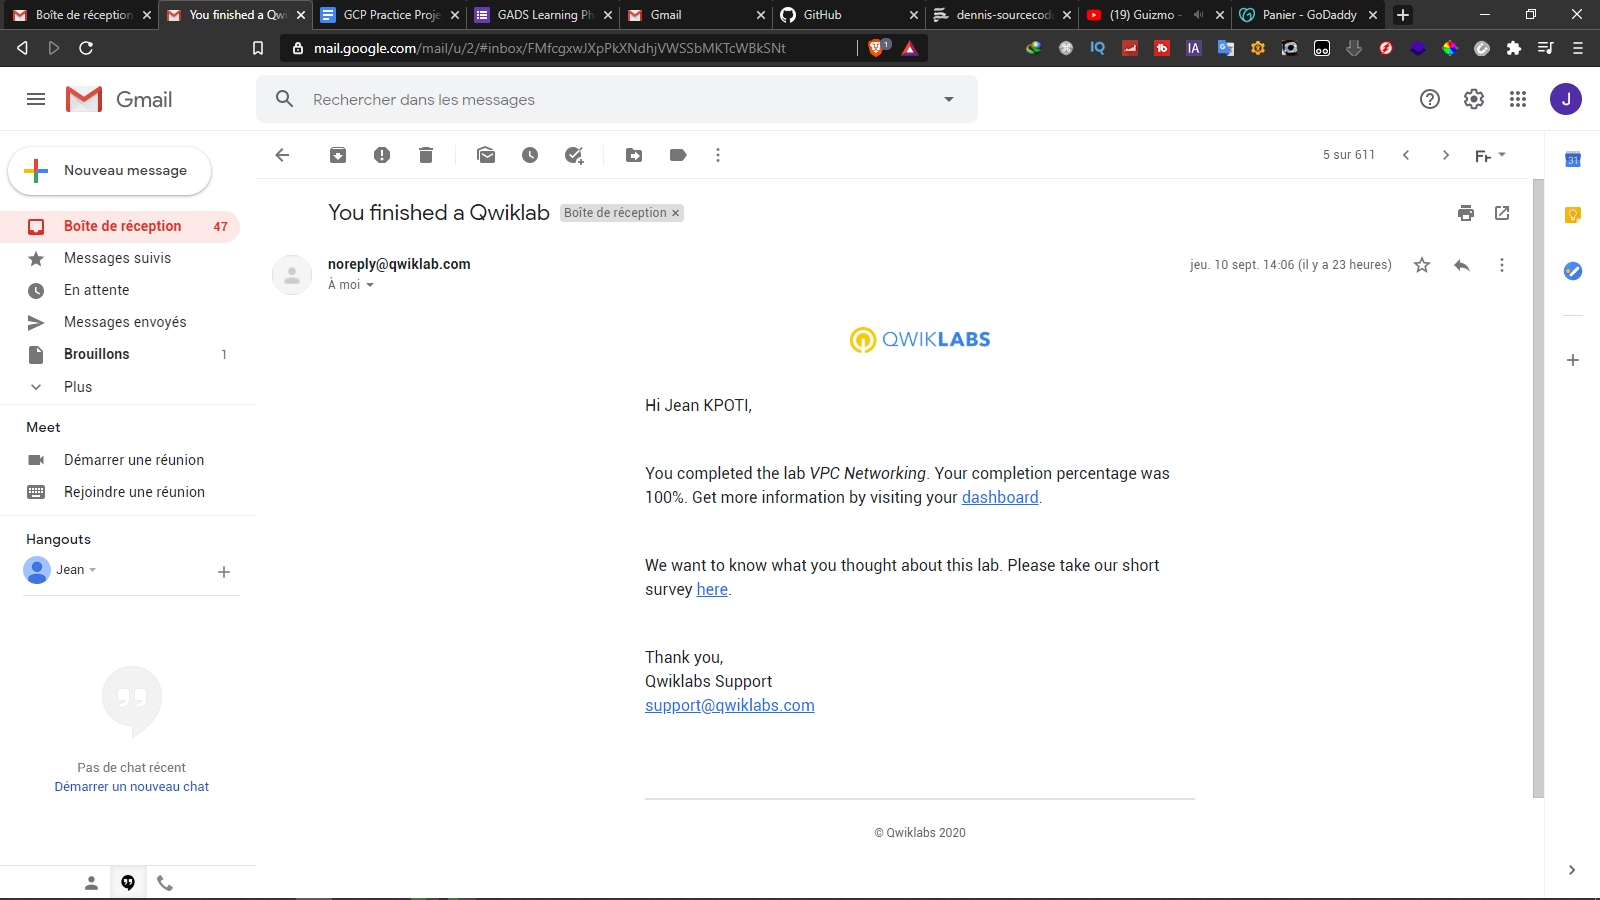 Boîte de réception
You finished a Qwi
GCP Practice Proje
GADS Learning Ph
Gmail
GitHub
dennis-sourcecod
(19) Guizmo -
Panier - GoDaddy
mail.google.com/mail/u/2/#inbox/FMfcgxwJXpPkXNdhjVWSSbMKTcWBkSNt
1
IQ
IA
Gmail
Rechercher dans les messages
J
Nouveau message
5 sur 611
Boîte de réception 47
Messages suivis
En attente
Messages envoyés
Brouillons 1
Plus
Meet
Démarrer une réunion
Rejoindre une réunion
Hangouts
Jean
Pas de chat récent
Démarrer un nouveau chat
You finished a Qwiklab
Boîte de réception
noreply@qwiklab.com
À moi
jeu. 10 sept. 14:06 (il y a 23 heures)
QWIKLABS
Hi Jean KPOTI,
You completed the lab VPC Networking. Your completion percentage was
100%. Get more information by visiting your dashboard.
We want to know what you thought about this lab. Please take our short
survey here.
Thank you,
Qwiklabs Support
support@qwiklabs.com
© Qwiklabs 2020
31